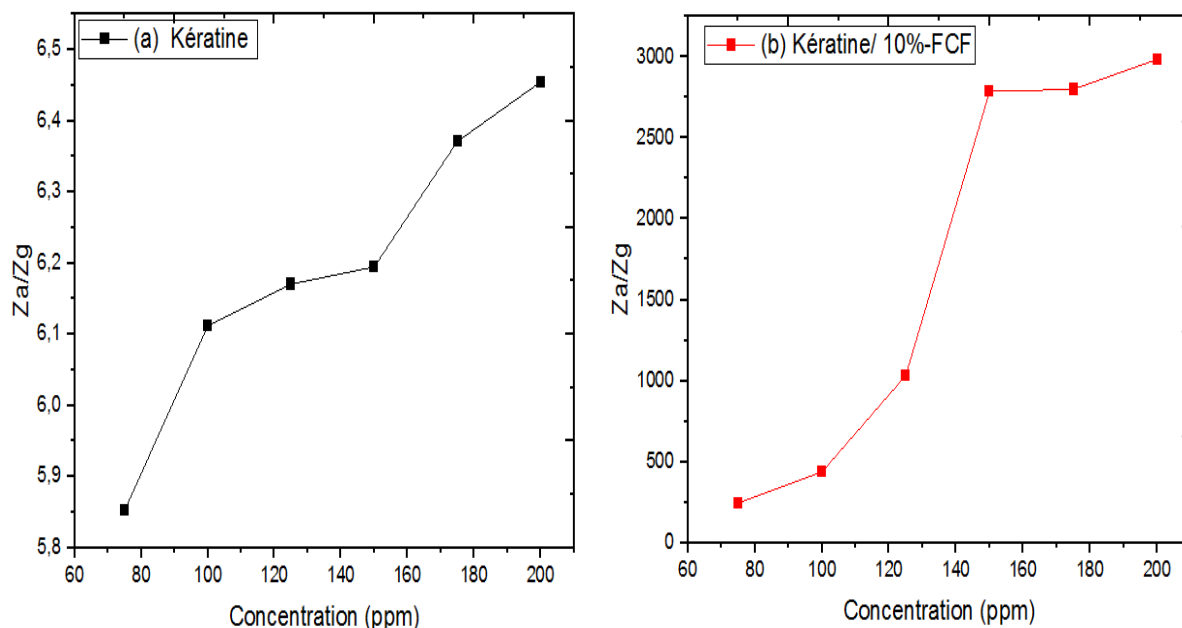 (a) Kératine
Za/Zg
6,5
6,4
6,3
6,2
6,1
6,0
5,9
5,8
60 80 100 120 140 160 180 200
Concentration (ppm)
(b) Kératine/ 10%-FCF
Za/Zg
3000
2500
2000
1500
1000
500
0
60 80 100 120 140 160 180 200
Concentration (ppm)